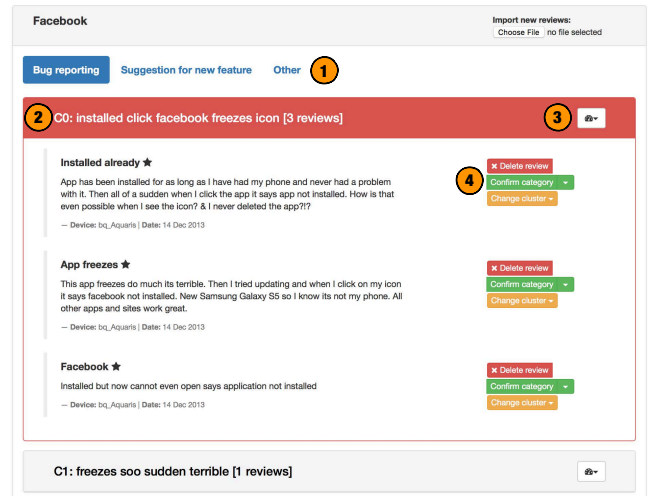 Facebook
Import new reviews:
Choose File no file selected
Bug reporting Suggestion for new feature Other 1
2 C0: installed click facebook freezes icon [3 reviews] 3
Installed already ★
App has been installed for as long as I have had my phone and never had a problem
with it. Then all of a sudden when I click the app it says app not installed. How is that
even possible when I see the icon? & I never deleted the app?!?
— Device: bq_Aquaris | Date: 14 Dec 2013
× Delete review
4 Confirm category
Change cluster
App freezes ★
This app freezes do much its terrible. Then I tried updating and when I click on my icon
it says facebook not installed. New Samsung Galaxy S5 so I know its not my phone. All
other apps and sites work great.
— Device: bq_Aquaris | Date: 14 Dec 2013
× Delete review
Confirm category
Change cluster
Facebook ★
Installed but now cannot even open says application not installed
— Device: bq_Aquaris | Date: 14 Dec 2013
× Delete review
Confirm category
Change cluster
C1: freezes soo sudden terrible [1 reviews]